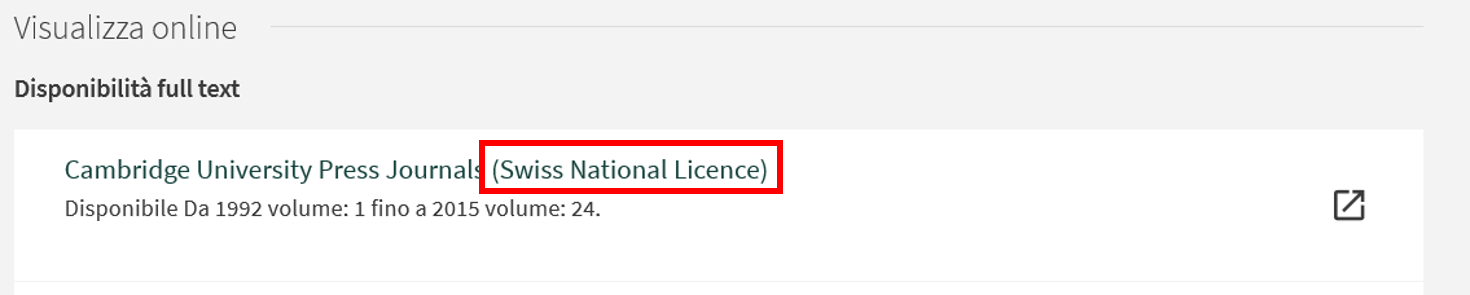 Visualizza online
Disponibilità full text
Cambridge University Press Journals (Swiss National Licence)
Disponibile Da 1992 volume: 1 fino a 2015 volume: 24.